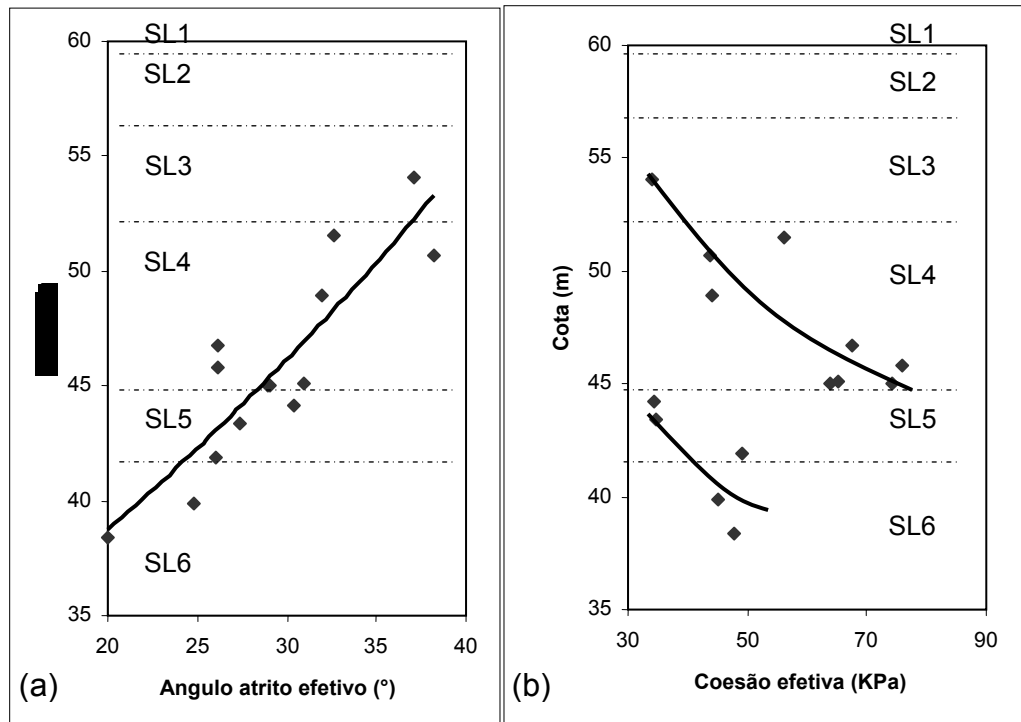 60
SL1
SL2
55
SL3
50
SL4
45
SL5
40
SL6
35
20 25 30 35 40
(a)
Angulo atrito efetivo (°)
60
SL1
SL2
55
SL3
50
SL4
Cota (m)
45
SL5
40
SL6
35
30 50 70 90
(b)
Coesão efetiva (KPa)